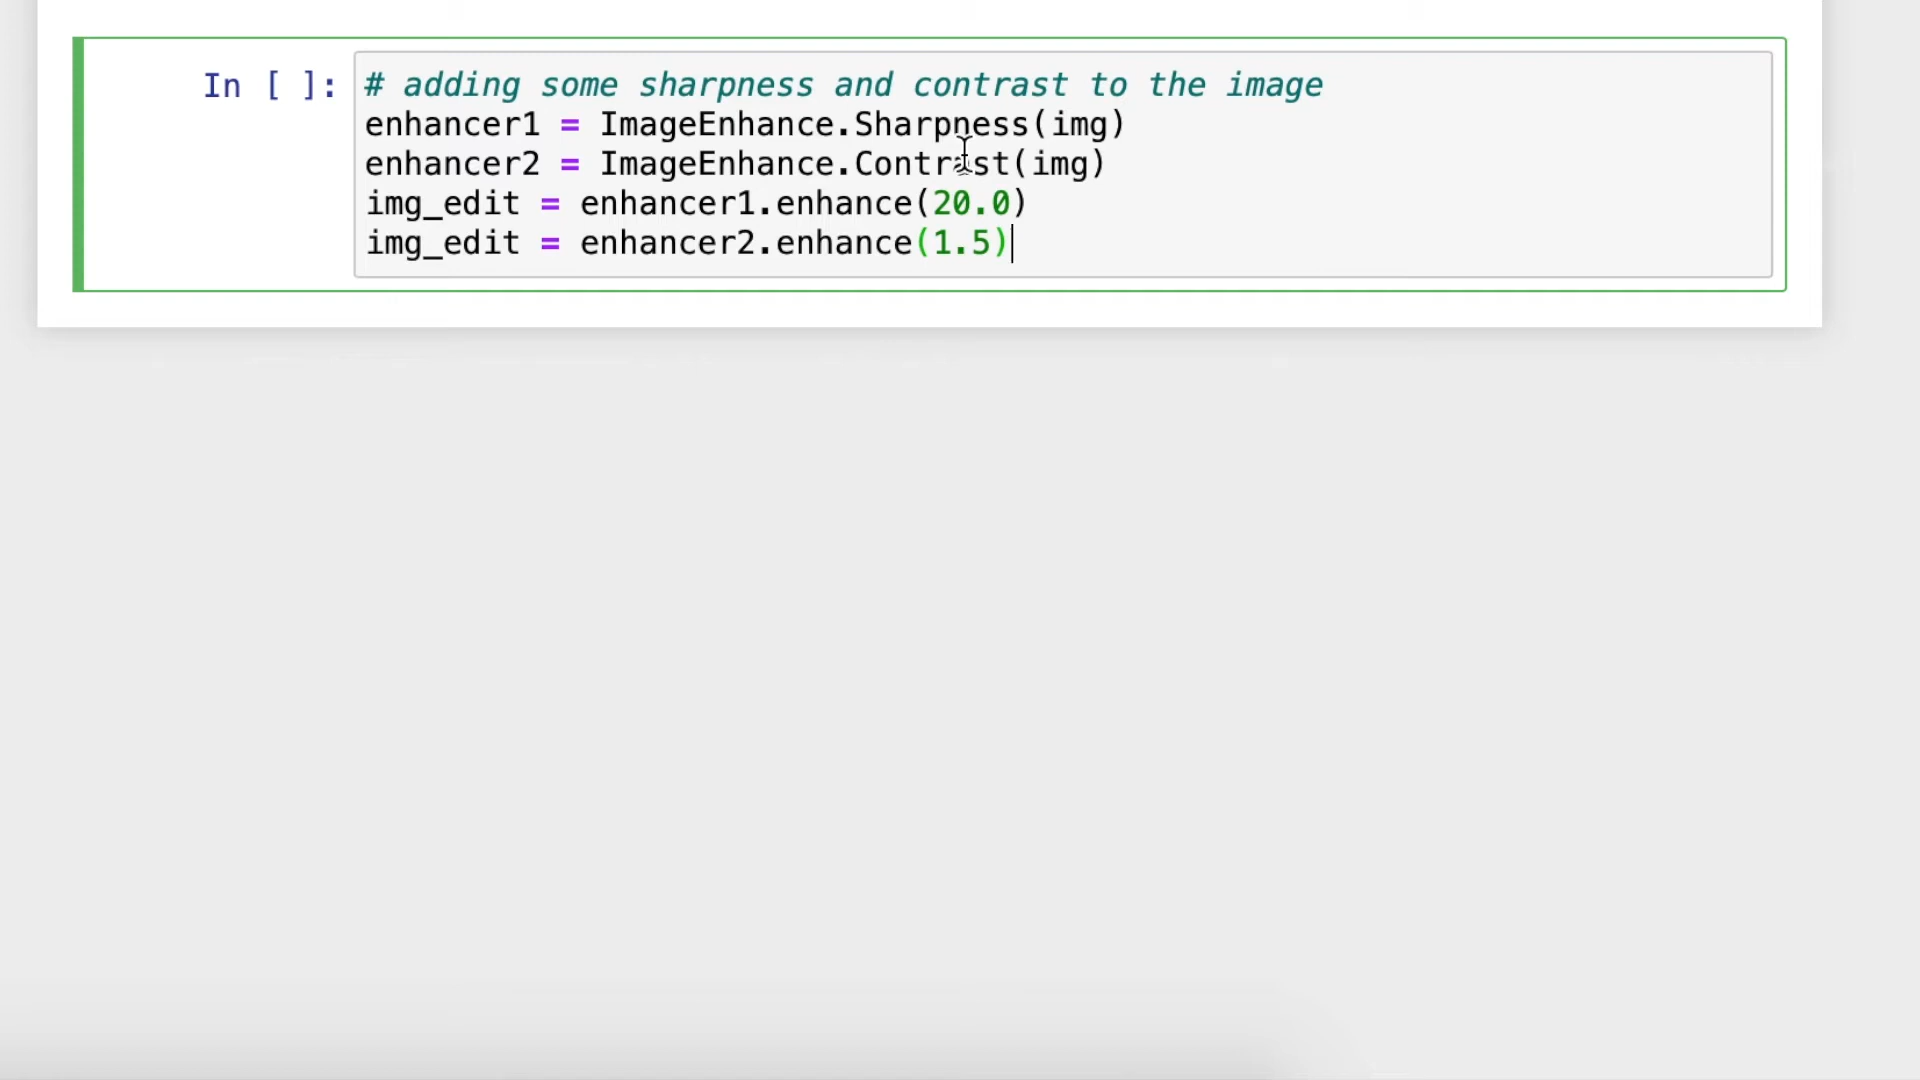 In [ ]: # adding some sharpness and contrast to the image
enhancer1 = ImageEnhance.Sharpness(img)
enhancer2 = ImageEnhance.Contrast(img)
img_edit = enhancer1.enhance(20.0)
img_edit = enhancer2.enhance(1.5)